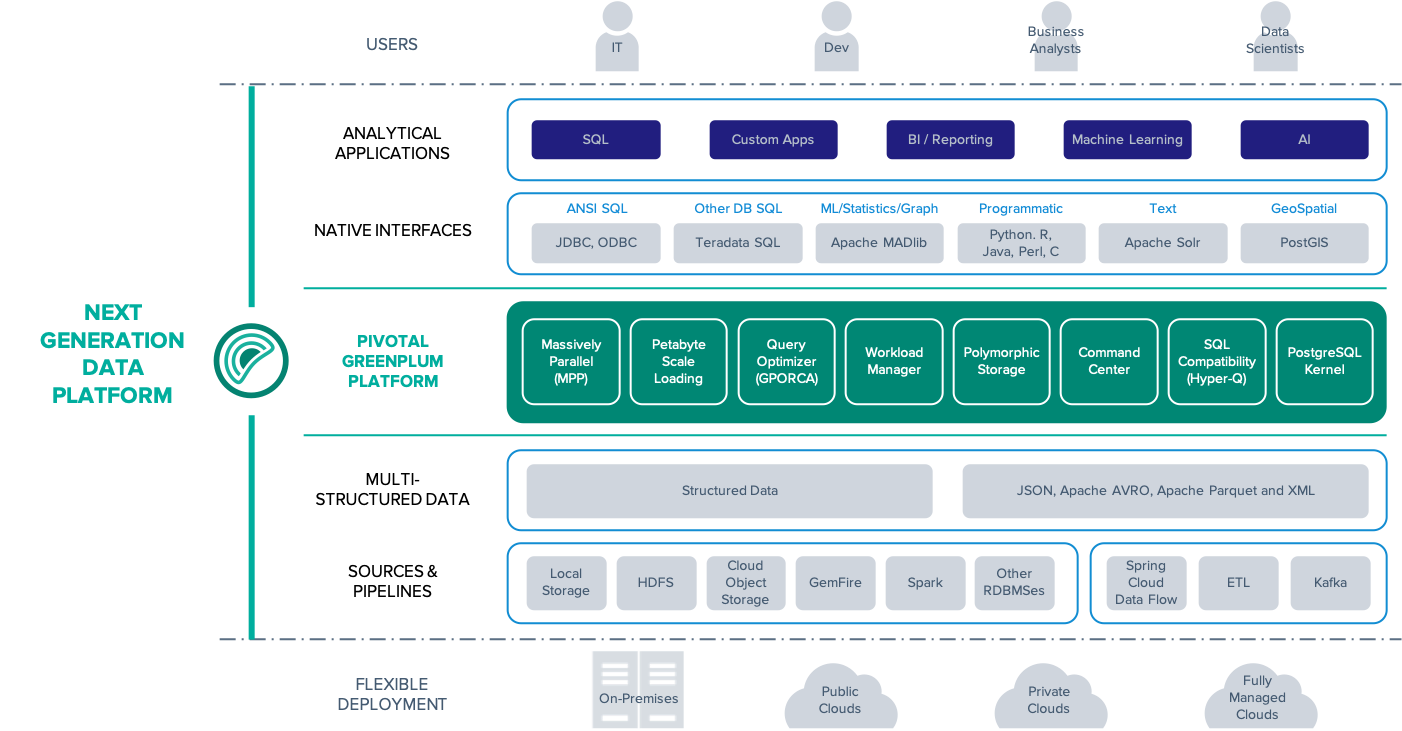 USERS
IT
Dev
Business
Analysts
Data
Scientists
ANALYTICAL
APPLICATIONS
SQL
Custom Apps
BI / Reporting
Machine Learning
AI
NATIVE INTERFACES
ANSI SQL
JDBC, ODBC
Other DB SQL
Teradata SQL
ML/Statistics/Graph
Apache MADlib
Programmatic
Python. R,
Java, Perl, C
Text
Apache Solr
GeoSpatial
PostGIS
NEXT
GENERATION
DATA
PLATFORM
PIVOTAL
GREENPLUM
PLATFORM
Massively
Parallel
(MPP)
Petabyte
Scale
Loading
Query
Optimizer
(GPORCA)
Workload
Manager
Polymorphic
Storage
Command
Center
SQL
Compatibility
(Hyper-Q)
PostgreSQL
Kernel
MULTI-
STRUCTURED DATA
Structured Data
JSON, Apache AVRO, Apache Parquet and XML
SOURCES &
PIPELINES
Local
Storage
HDFS
Cloud
Object
Storage
GemFire
Spark
Other
RDBMSes
Spring
Cloud
Data Flow
ETL
Kafka
FLEXIBLE
DEPLOYMENT
On-Premises
Public
Clouds
Private
Clouds
Fully
Managed
Clouds